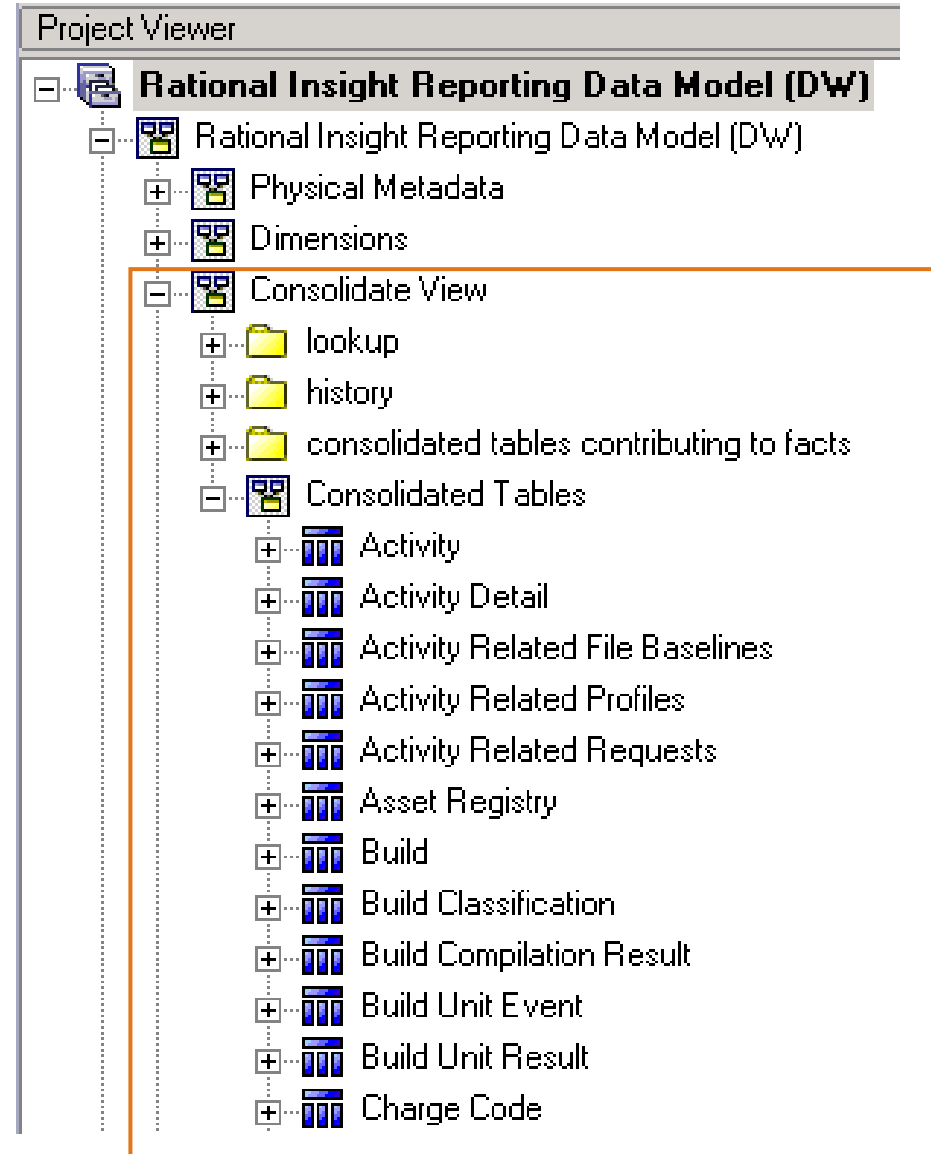 Project Viewer
Rational Insight Reporting Data Model (DW)
Rational Insight Reporting Data Model (DW)
Physical Metadata
Dimensions
Consolidate View
lookup
history
consolidated tables contributing to facts
Consolidated Tables
Activity
Activity Detail
Activity Related File Baselines
Activity Related Profiles
Activity Related Requests
Asset Registry
Build
Build Classification
Build Compilation Result
Build Unit Event
Build Unit Result
Charge Code